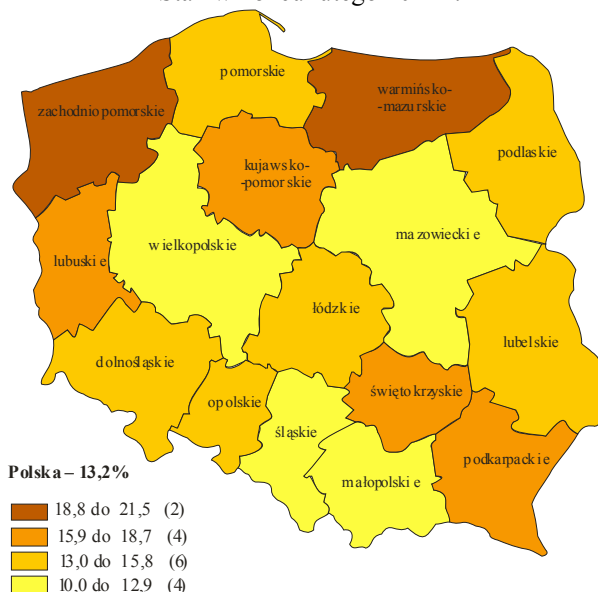 pomorskie
warmińsko-
-mazurskie
zachodniopomorskie
podlaskie
kujawsko-
-pomorskie
mazowieckie
wielkopolskie
lubuskie
łódzkie
lubelskie
dolnośląskie
świętokrzyskie
opolskie
śląskie
podkarpackie
małopolskie
Polska – 13,2%
18,8 do 21,5 (2)
15,9 do 18,7 (4)
13,0 do 15,8 (6)
10,0 do 12,9 (4)